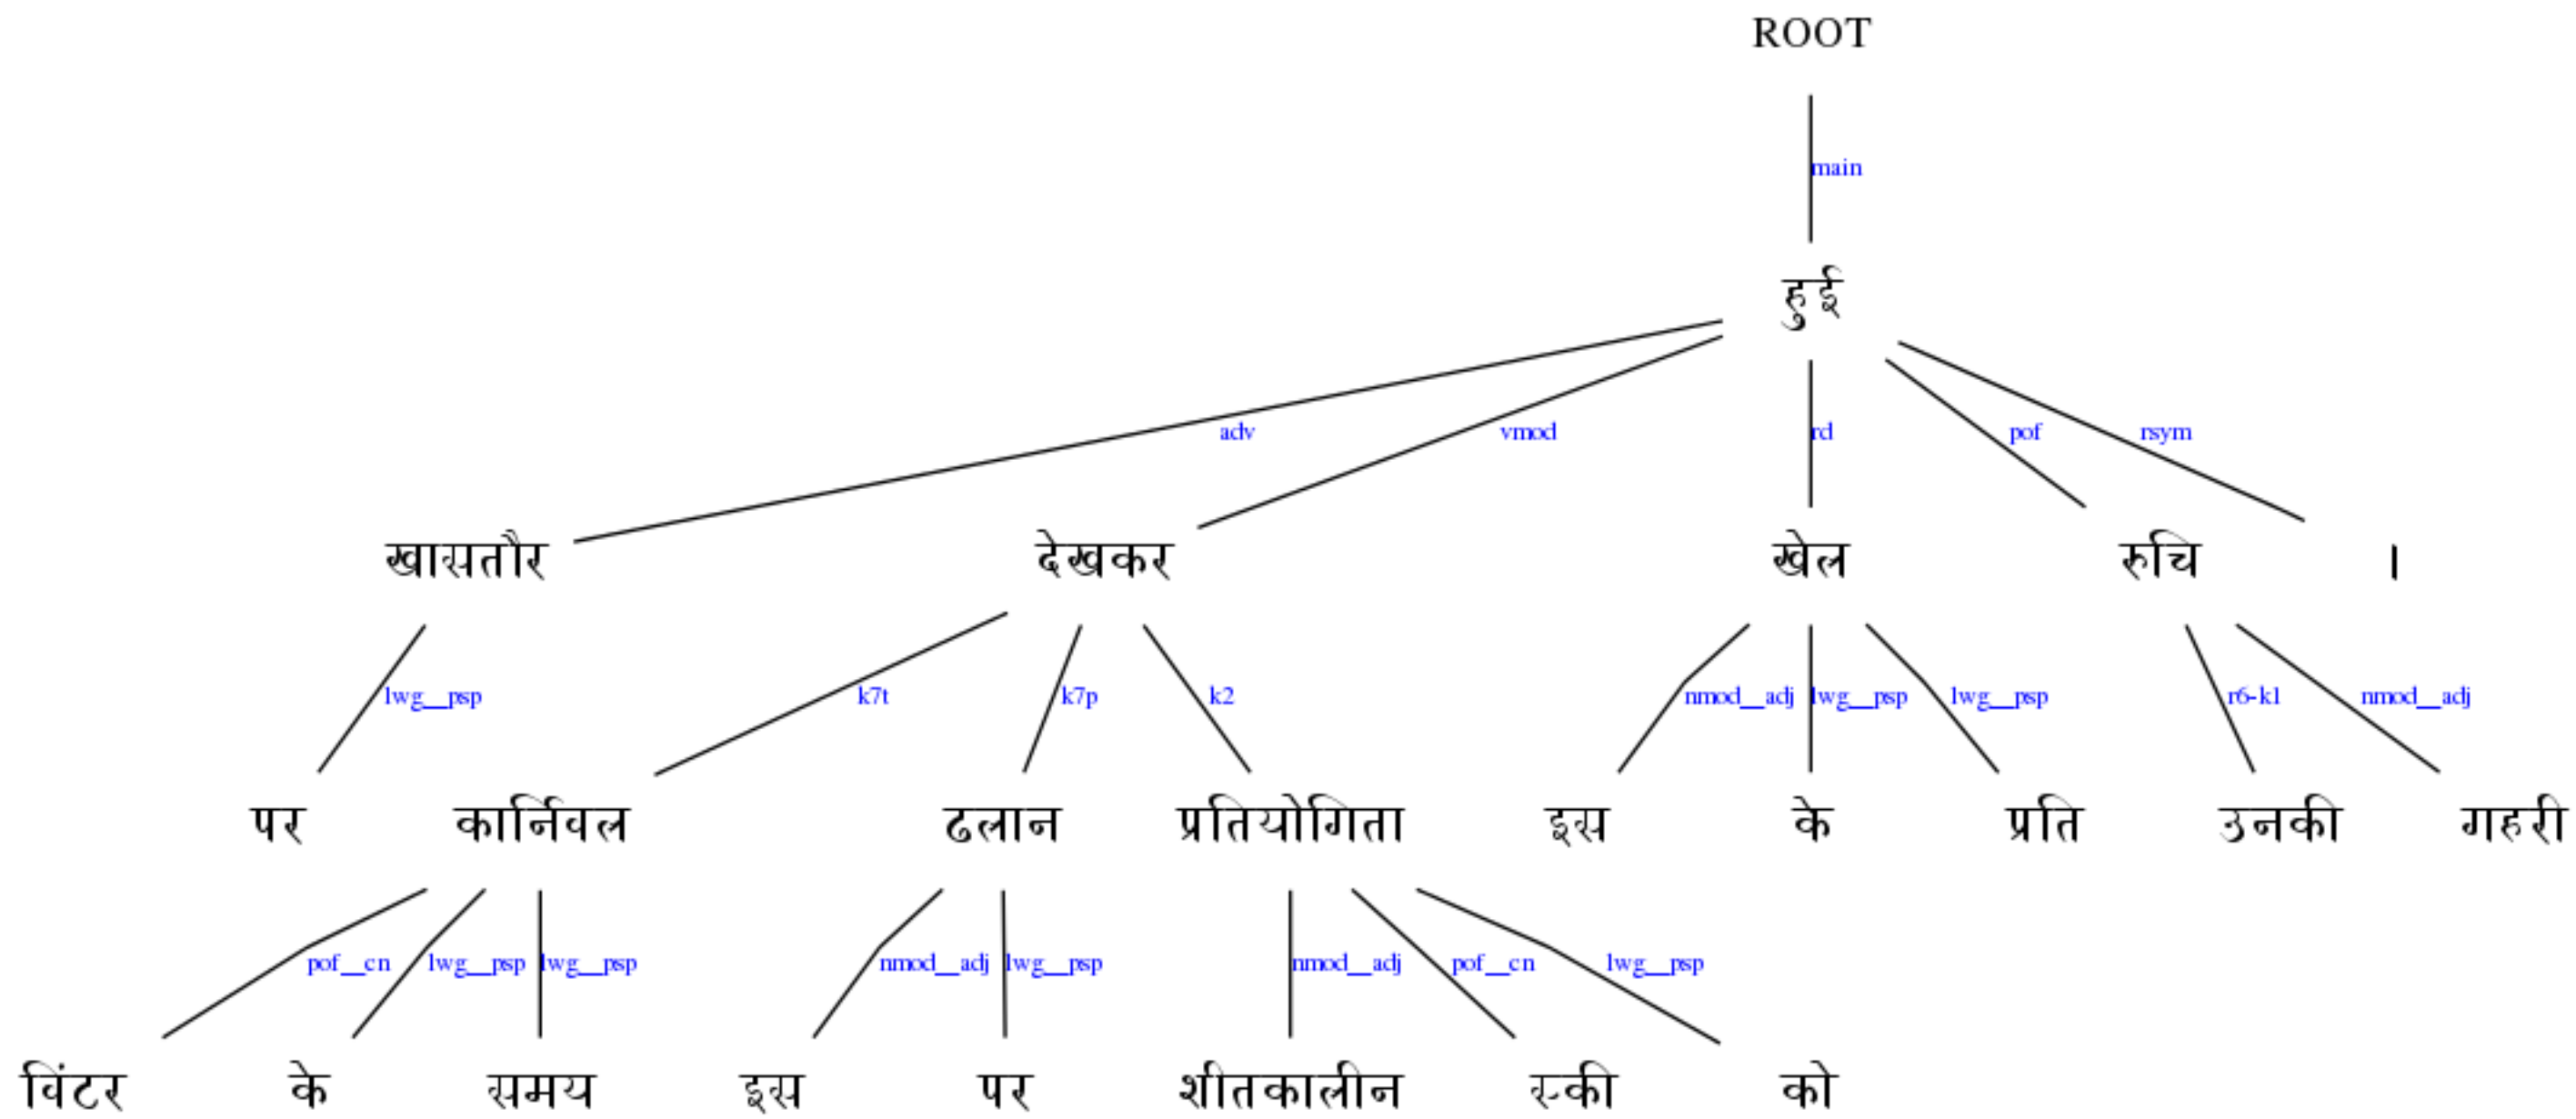 ROOT
main
हुई
adv vmod rd pof rsym
खासतौर देखकर खेल रुचि ।
lwg__psp k7t k7p k2 nmod__adj lwg__psp lwg__psp r6-k1 nmod__adj
पर कार्निवल ढलान प्रतियोगिता इस के प्रति उनकी गहरी
pof__cn lwg__psp lwg__psp nmod__adj lwg__psp nmod__adj pof__cn lwg__psp
विंटर के समय इस पर शीतकालीन स्की को